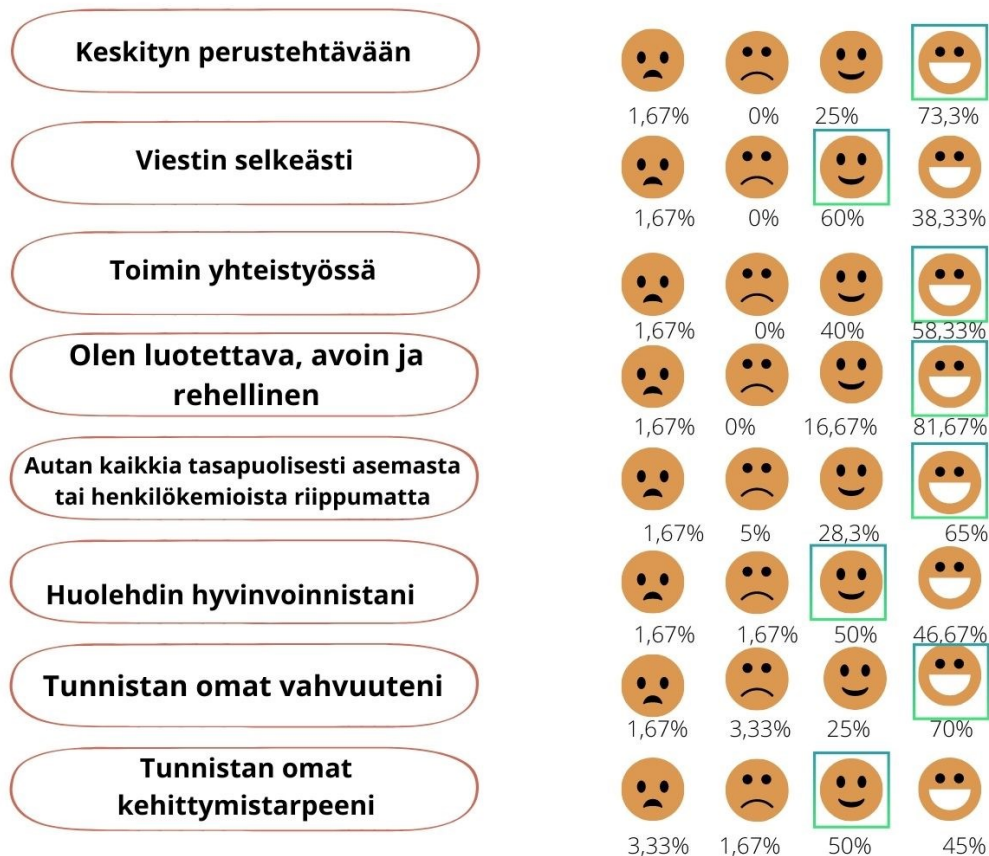 Keskityn perustehtävään
1,67% 0% 25% 73,3%
Viestin selkeästi
1,67% 0% 60% 38,33%
Toimin yhteistyössä
1,67% 0% 40% 58,33%
Olen luotettava, avoin ja
rehellinen
1,67% 0% 16,67% 81,67%
Autan kaikkia tasapuolisesti asemasta
tai henkilökemioista riippumatta
1,67% 5% 28,3% 65%
Huolehdin hyvinvoinnistani
1,67% 1,67% 50% 46,67%
Tunnistan omat vahvuuteni
1,67% 3,33% 25% 70%
Tunnistan omat
kehittymistarpeeni
3,33% 1,67% 50% 45%